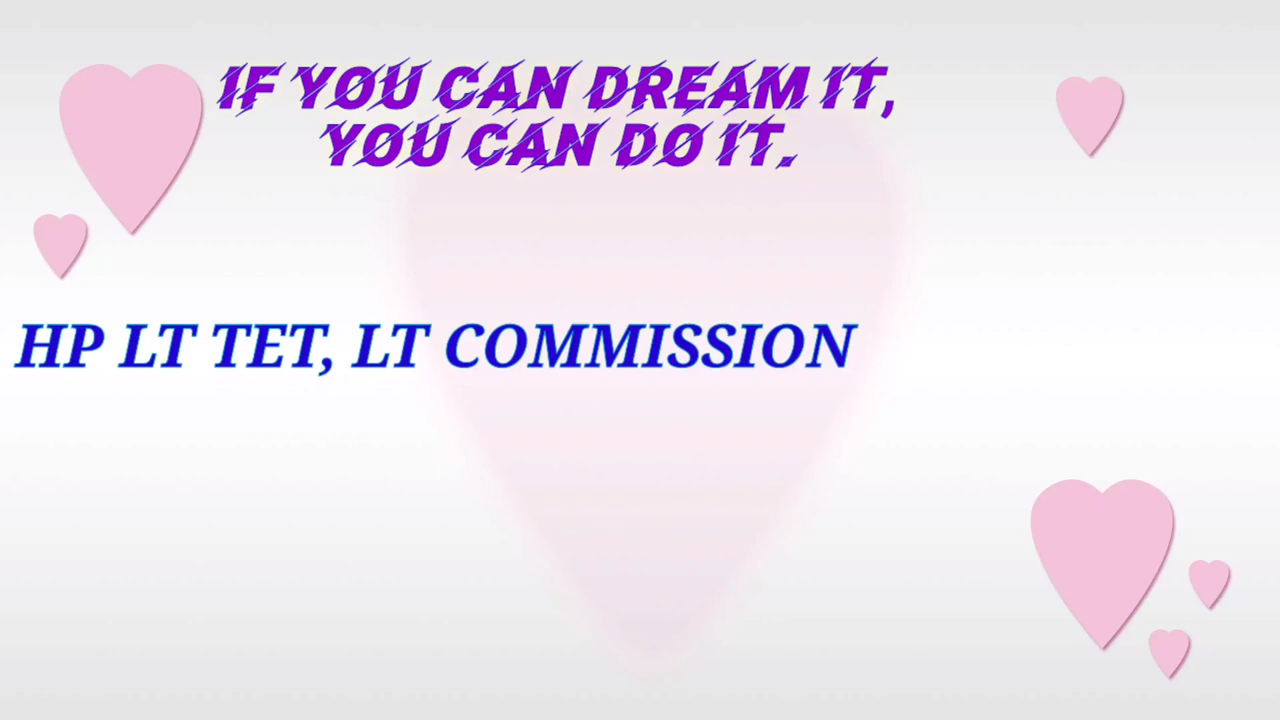 IF YOU CAN DREAM IT,
YOU CAN DO IT.
HP LT TET, LT COMMISSION